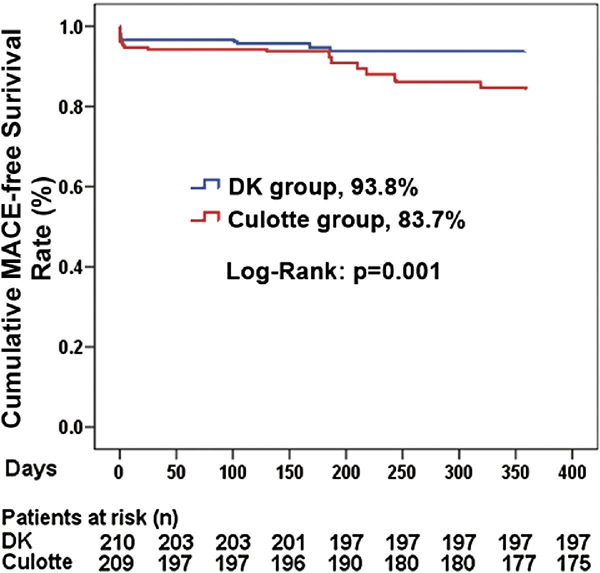 Cumulative MACE-free Surivival
Rate (%)
1.0
0.8
0.6
0.4
0.2
0.0
DK group, 93.8%
Culotte group, 83.7%
Log-Rank: p=0.001
Days 0 50 100 150 200 250 300 350 400
Patients at risk (n)
DK 210 203 203 201 197 197 197 197 197
Culotte 209 197 197 196 190 180 180 177 175